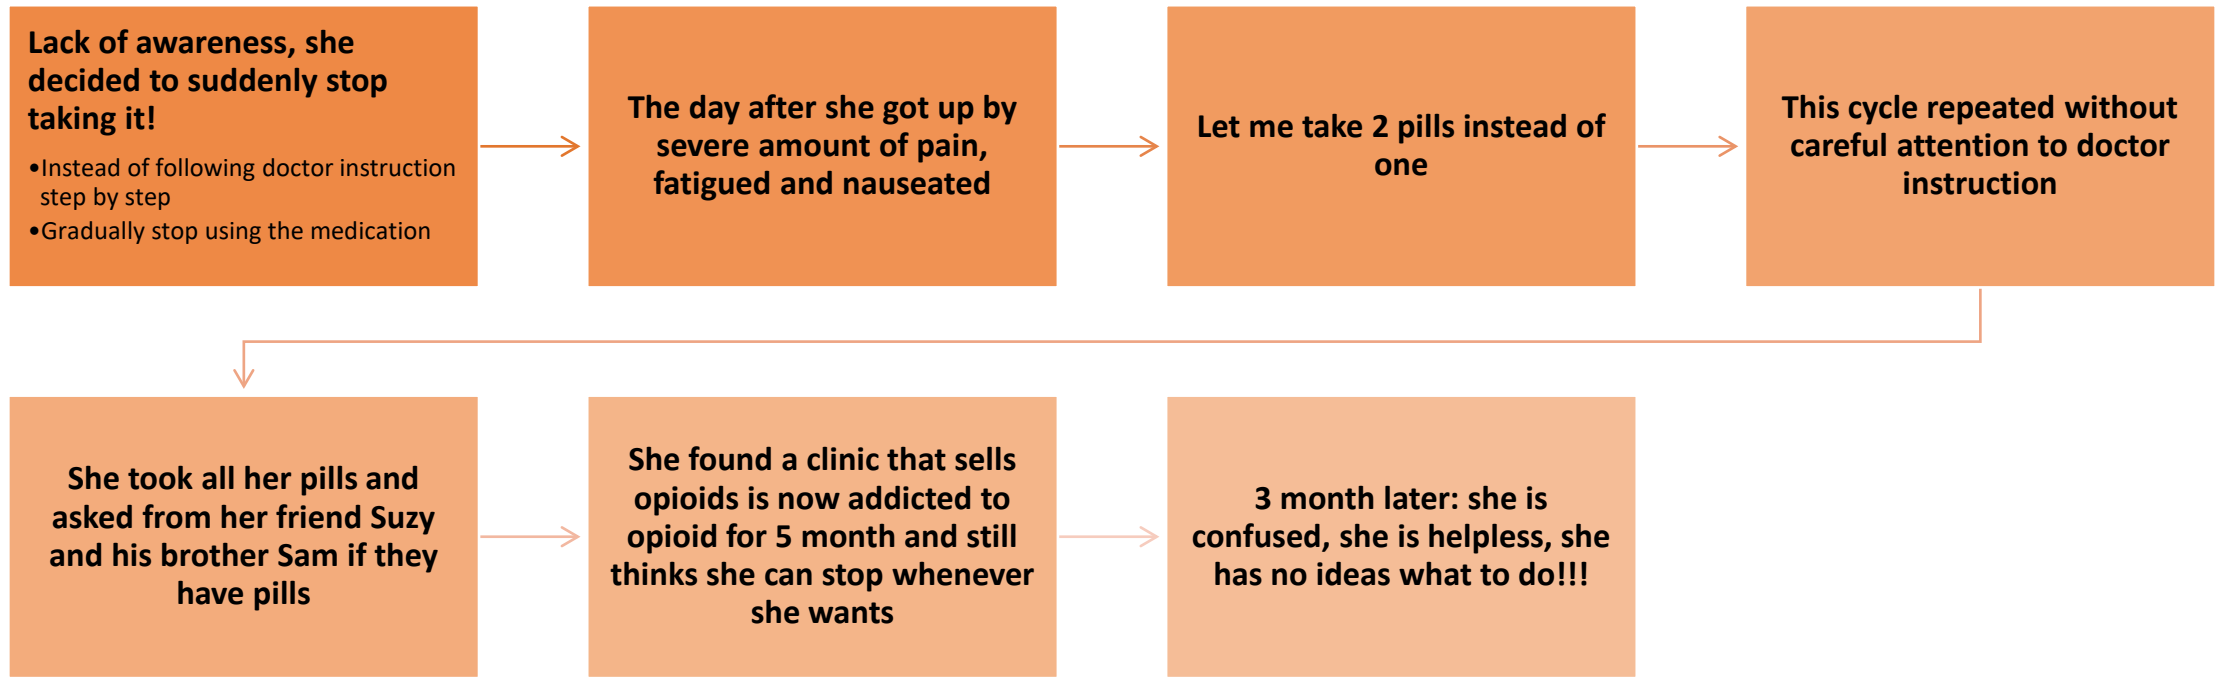 Lack of awareness, she
decided to suddenly stop
taking it!
•Instead of following doctor instruction
step by step
•Gradually stop using the medication
The day after she got up by
severe amount of pain,
fatigued and nauseated
Let me take 2 pills instead of
one
This cycle repeated without
careful attention to doctor
instruction
She took all her pills and
asked from her friend Suzy
and his brother Sam if they
have pills
She found a clinic that sells
opioids is now addicted to
opioid for 5 month and still
thinks she can stop whenever
she wants
3 month later: she is
confused, she is helpless, she
has no ideas what to do!!!